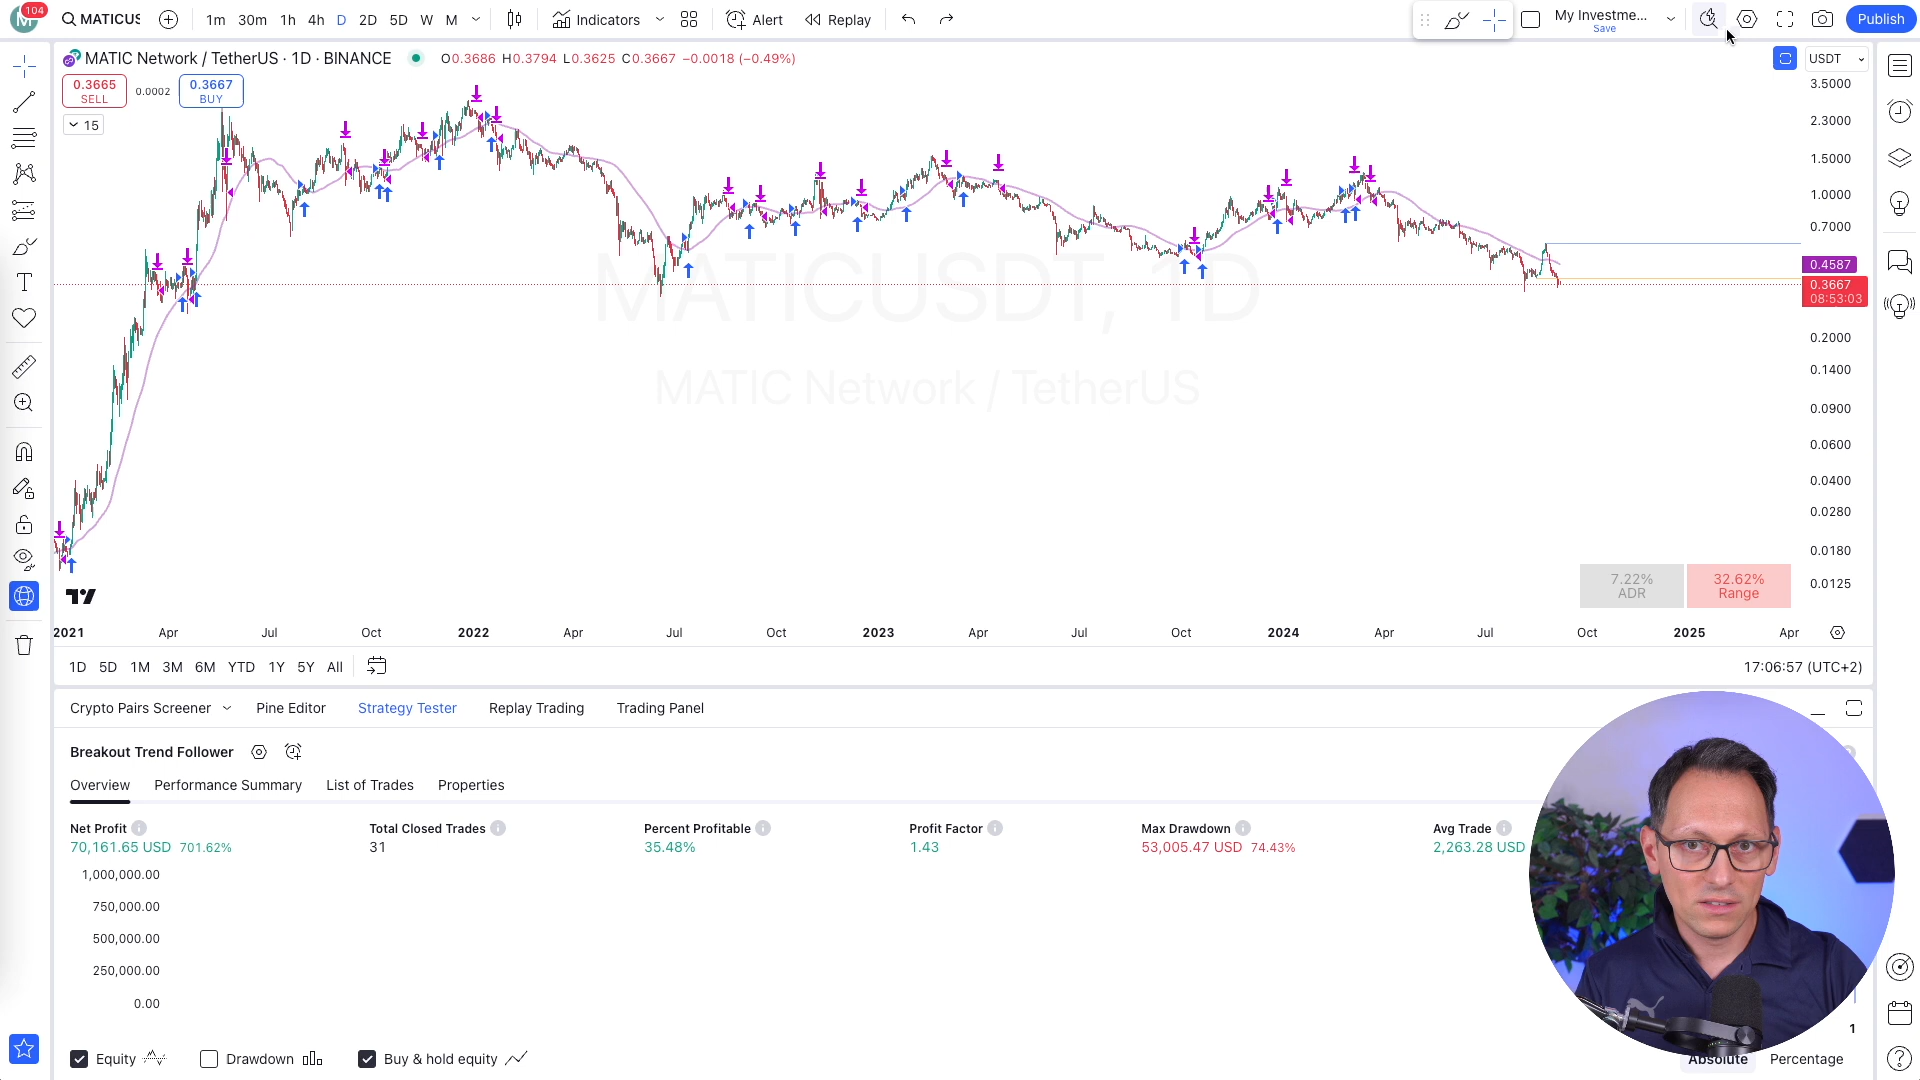 104
MATICUS
1m 30m 1h 4h D 2D 5D W M
Indicators
Alert
Replay
My Investme...
Save
Publish
MATIC Network / TetherUS · 1D · BINANCE
O0.3686 H0.3794 L0.3625 C0.3667 −0.0018 (−0.49%)
USDT
0.3665
SELL
0.0002
0.3667
BUY
15
3.5000
2.3000
1.5000
1.0000
0.7000
0.4587
0.3667
08:53:03
0.2000
0.1400
0.0900
0.0600
0.0400
0.0280
0.0180
0.0125
MATICUSDT, 1D
MATIC Network / TetherUS
7.22%
ADR
32.62%
Range
2021 Apr Jul Oct 2022 Apr Jul Oct 2023 Apr Jul Oct 2024 Apr Jul Oct 2025 Apr
1D 5D 1M 3M 6M YTD 1Y 5Y All
17:06:57 (UTC+2)
Crypto Pairs Screener Pine Editor Strategy Tester Replay Trading Trading Panel
Breakout Trend Follower
Overview Performance Summary List of Trades Properties
Net Profit Total Closed Trades Percent Profitable Profit Factor Max Drawdown Avg Trade
70,161.65 USD 701.62% 31 35.48% 1.43 53,005.47 USD 74.43% 2,263.28 USD
1,000,000.00
750,000.00
500,000.00
250,000.00
0.00
1
Equity Drawdown Buy & hold equity
Absolute Percentage